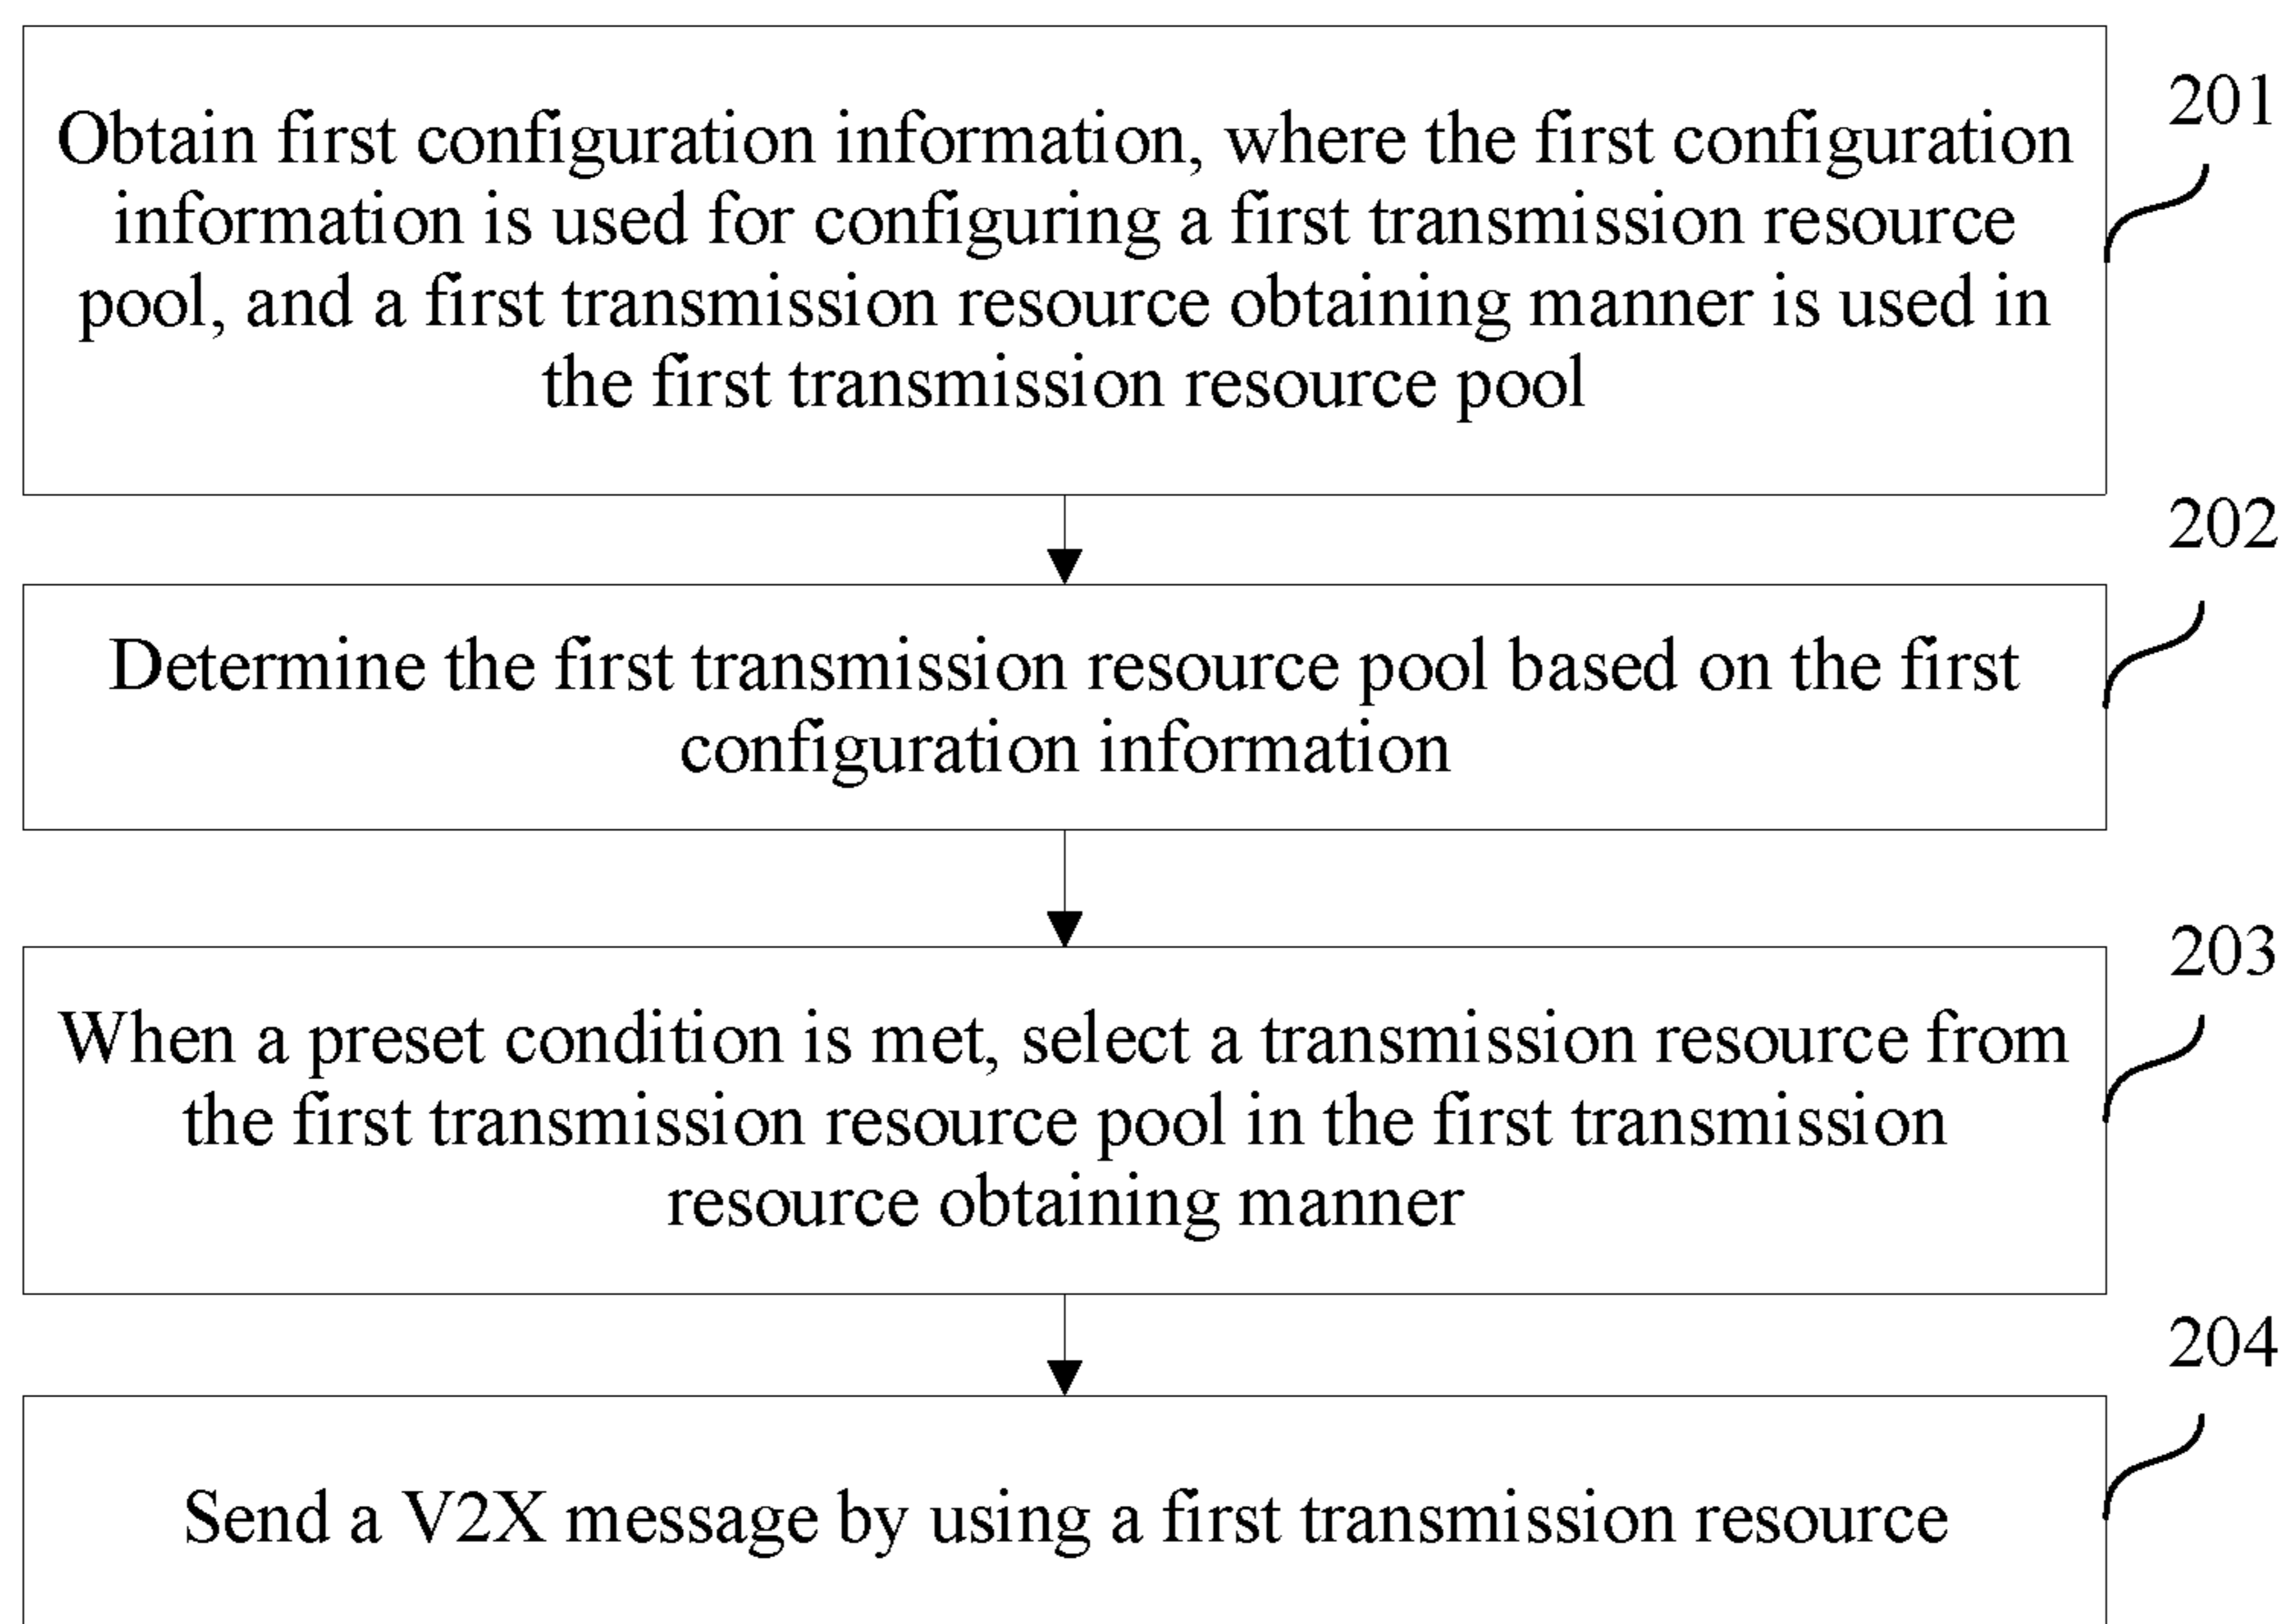 201
Obtain first configuration information, where the first configuration
information is used for configuring a first transmission resource
pool, and a first transmission resource obtaining manner is used in
the first transmission resource pool
202
Determine the first transmission resource pool based on the first
configuration information
203
When a preset condition is met, select a transmission resource from
the first transmission resource pool in the first transmission
resource obtaining manner
204
Send a V2X message by using a first transmission resource